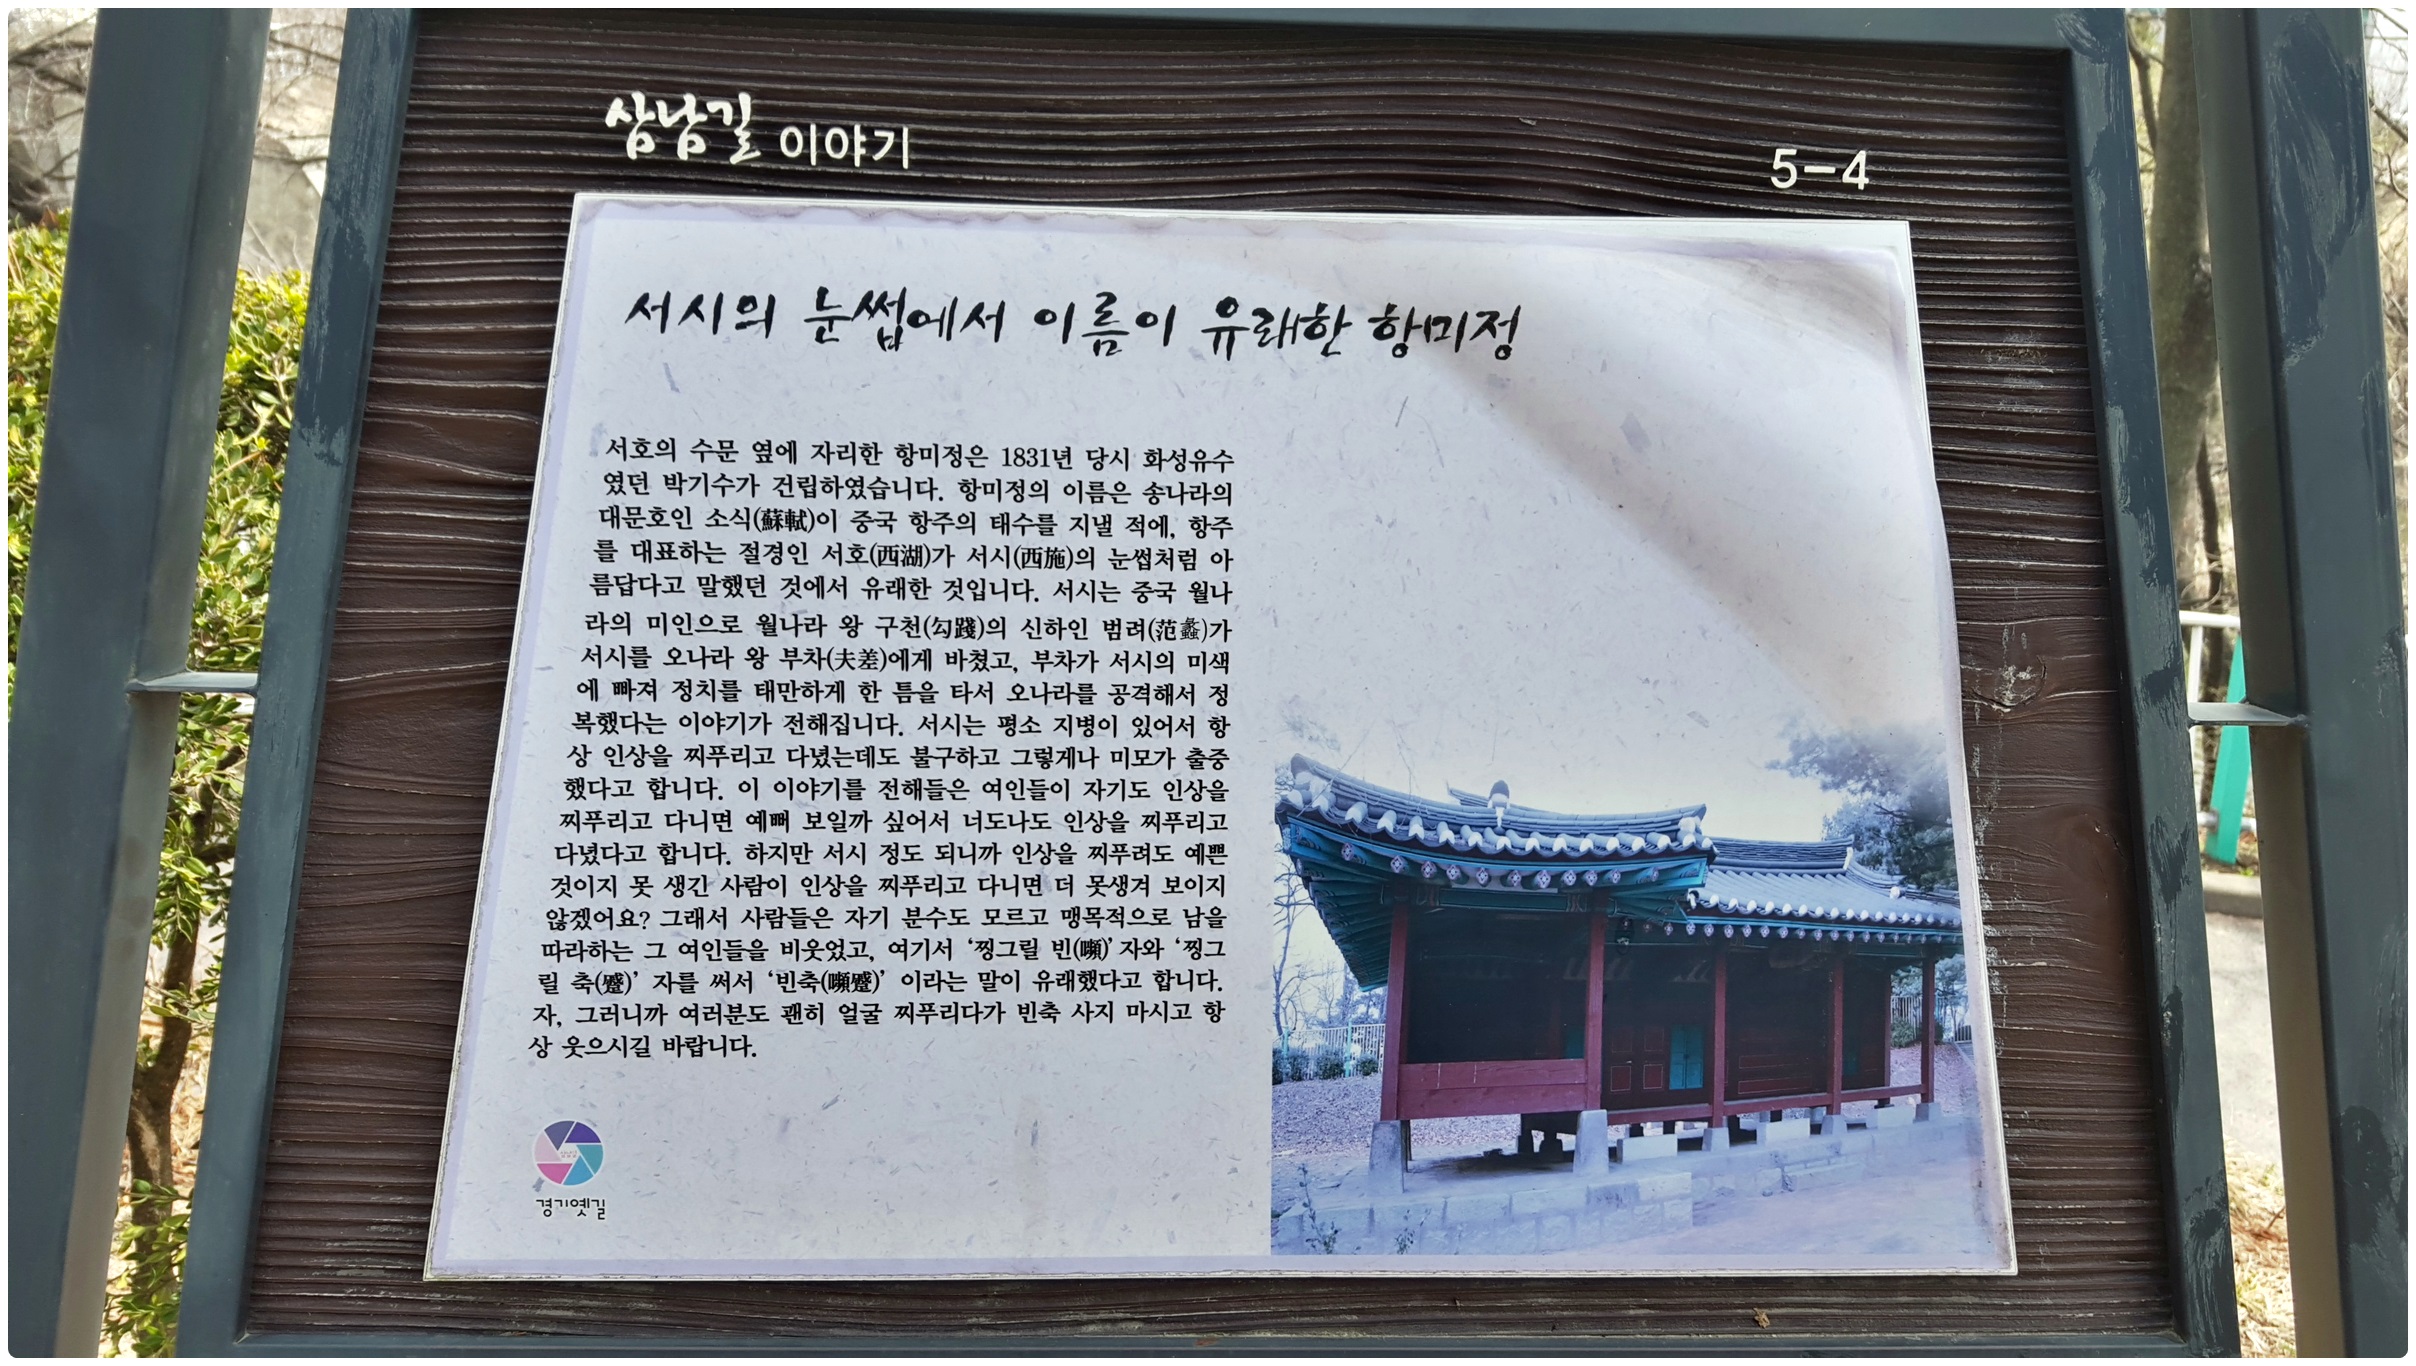 삼남길 이야기
5-4
서시의 눈썹에서 이름이 유래한 항미정
서호의 수문 옆에 자리한 항미정은 1831년 당시 화성유수
였던 박기수가 건립하였습니다. 항미정의 이름은 송나라의
대문호인 소식(蘇軾)이 중국 항주의 태수를 지낼 적에, 항주
를 대표하는 절경인 서호(西湖)가 서시(西施)의 눈썹처럼 아
름답다고 말했던 것에서 유래한 것입니다. 서시는 중국 월나
라의 미인으로 월나라 왕 구천(勾踐)의 신하인 범려(范蠡)가
서시를 오나라 왕 부차(夫差)에게 바쳤고, 부차가 서시의 미색
에 빠져 정치를 태만하게 한 틈을 타서 오나라를 공격해서 정
복했다는 이야기가 전해집니다. 서시는 평소 지병이 있어서 항
상 인상을 찌푸리고 다녔는데도 불구하고 그렇게나 미모가 출중
했다고 합니다. 이 이야기를 전해들은 여인들이 자기도 인상을
찌푸리고 다니면 예뻐 보일까 싶어서 너도나도 인상을 찌푸리고
다녔다고 합니다. 하지만 서시 정도 되니까 인상을 찌푸려도 예쁜
것이지 못 생긴 사람이 인상을 찌푸리고 다니면 더 못생겨 보이지
않겠어요? 그래서 사람들은 자기 분수도 모르고 맹목적으로 남을
따라하는 그 여인들을 비웃었고, 여기서 ‘찡그릴 빈(嚬)’ 자와 ‘찡그
릴 축(蹙)’ 자를 써서 ‘빈축(嚬蹙)’ 이라는 말이 유래했다고 합니다.
자, 그러니까 여러분도 괜히 얼굴 찌푸리다가 빈축 사지 마시고 항
상 웃으시길 바랍니다.
경기옛길